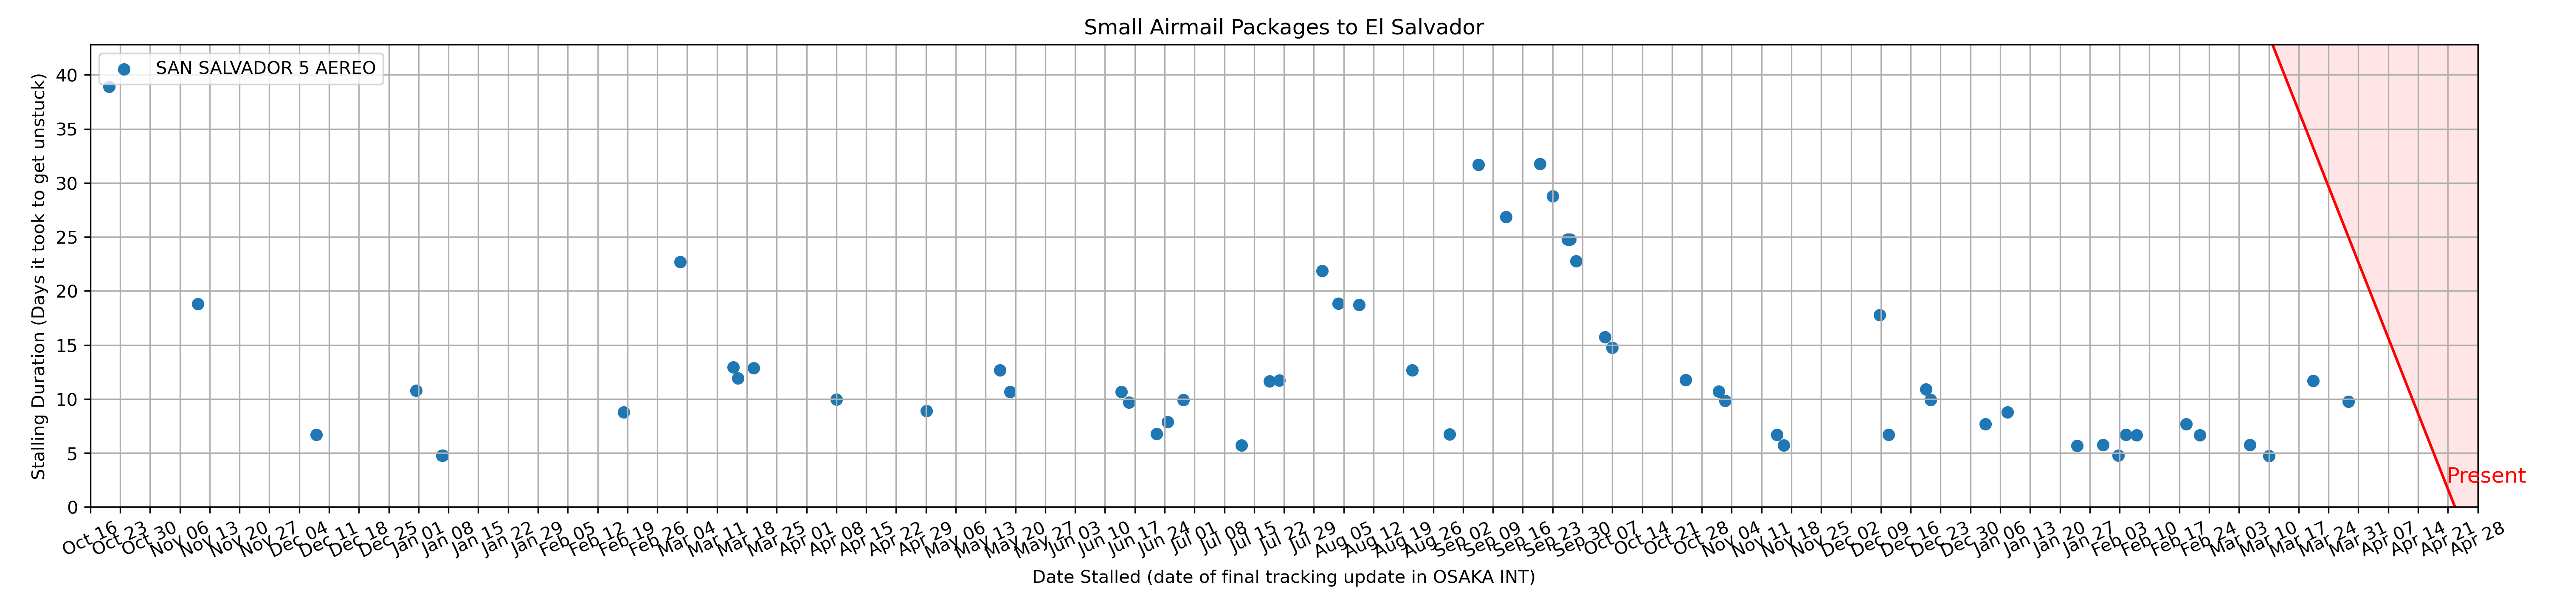 Small Airmail Packages to El Salvador
SAN SALVADOR 5 AEREO
Stalling Duration (Days it took to get unstuck)
40
35
30
25
20
15
10
5
0
Present
Oct 16 Oct 23 Oct 30 Nov 06 Nov 13 Nov 20 Nov 27 Dec 04 Dec 11 Dec 18 Dec 25 Jan 01 Jan 08 Jan 15 Jan 22 Jan 29 Feb 05 Feb 12 Feb 19 Feb 26 Mar 04 Mar 11 Mar 18 Mar 25 Apr 01 Apr 08 Apr 15 Apr 22 Apr 29 May 06 May 13 May 20 May 27 Jun 03 Jun 10 Jun 17 Jun 24 Jul 01 Jul 08 Jul 15 Jul 22 Jul 29 Aug 05 Aug 12 Aug 19 Aug 26 Sep 02 Sep 09 Sep 16 Sep 23 Sep 30 Oct 07 Oct 14 Oct 21 Oct 28 Nov 04 Nov 11 Nov 18 Nov 25 Dec 02 Dec 09 Dec 16 Dec 23 Dec 30 Jan 06 Jan 13 Jan 20 Jan 27 Feb 03 Feb 10 Feb 17 Feb 24 Mar 03 Mar 10 Mar 17 Mar 24 Mar 31 Apr 07 Apr 14 Apr 21 Apr 28
Date Stalled (date of final tracking update in OSAKA INT)